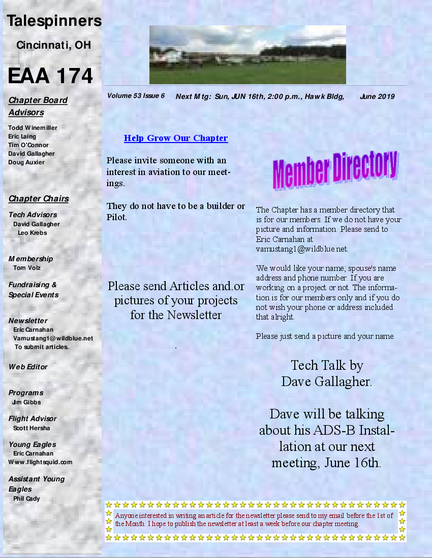 Talespinners
Cincinnati, OH
EAA 174
Chapter Board
Advisors
Todd Winemiller
Eric Laing
Tim O'Connor
David Gallagher
Doug Auxier
Chapter Chairs
Tech Advisors
David Gallagher
Leo Krebs
Membership
Tom Volz
Fundraising &
Special Events
Newsletter
Eric Carnahan
Vamustang1@wildblue.net
To submit articles.
Web Editor
Programs
Jim Gibbs
Flight Advisor
Scott Hersha
Young Eagles
Eric Carnahan
Www.flightsquid.com
Assistant Young
Eagles
Phil Cady
Volume 53 Issue 6 Next Mtg: Sun, JUN 16th, 2:00 p.m., Hawk Bldg, June 2019
Help Grow Our Chapter
Please invite someone with an
interest in aviation to our meet-
ings.
They do not have to be a builder or
Pilot.
Please send Articles and.or
pictures of your projects
for the Newsletter
.
Member Directory
The Chapter has a member directory that
is for our members. If we do not have your
picture and information. Please send to
Eric Carnahan at
vamustang1@wildblue.net.
We would like your name, spouse's name
address and phone number. If you are
working on a project or not. The informa-
tion is for our members only and if you do
not wish your phone or address included
that alright.
Please just send a picture and your name.
Tech Talk by
Dave Gallagher.
Dave will be talking
about his ADS-B Instal-
lation at our next
meeting, June 16th.
Anyone interested in writing an article for the newsletter please send to my email before the 1st of
the Month. I hope to publish the newsletter at least a week before our chapter meeting.